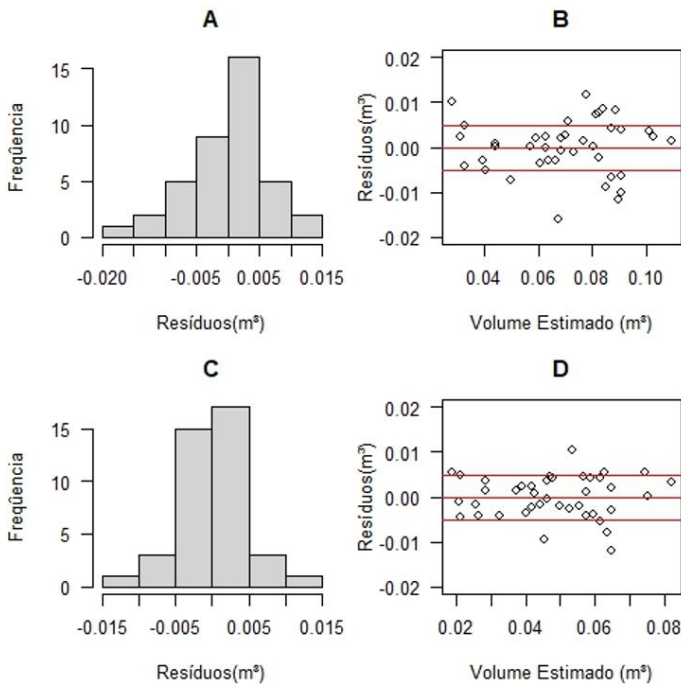 A
Freqûencia
15
10
5
0
-0.020 -0.005 0.005 0.015
Resíduos(m³)
B
Resíduos(m³)
0.02
0.01
0.00
-0.01
-0.02
0.04 0.06 0.08 0.10
Volume Estimado (m³)
C
Freqûencia
15
10
5
0
-0.015 -0.005 0.005 0.015
Resíduos(m³)
D
Resíduos(m³)
0.02
0.01
0.00
-0.01
-0.02
0.02 0.04 0.06 0.08
Volume Estimado (m³)